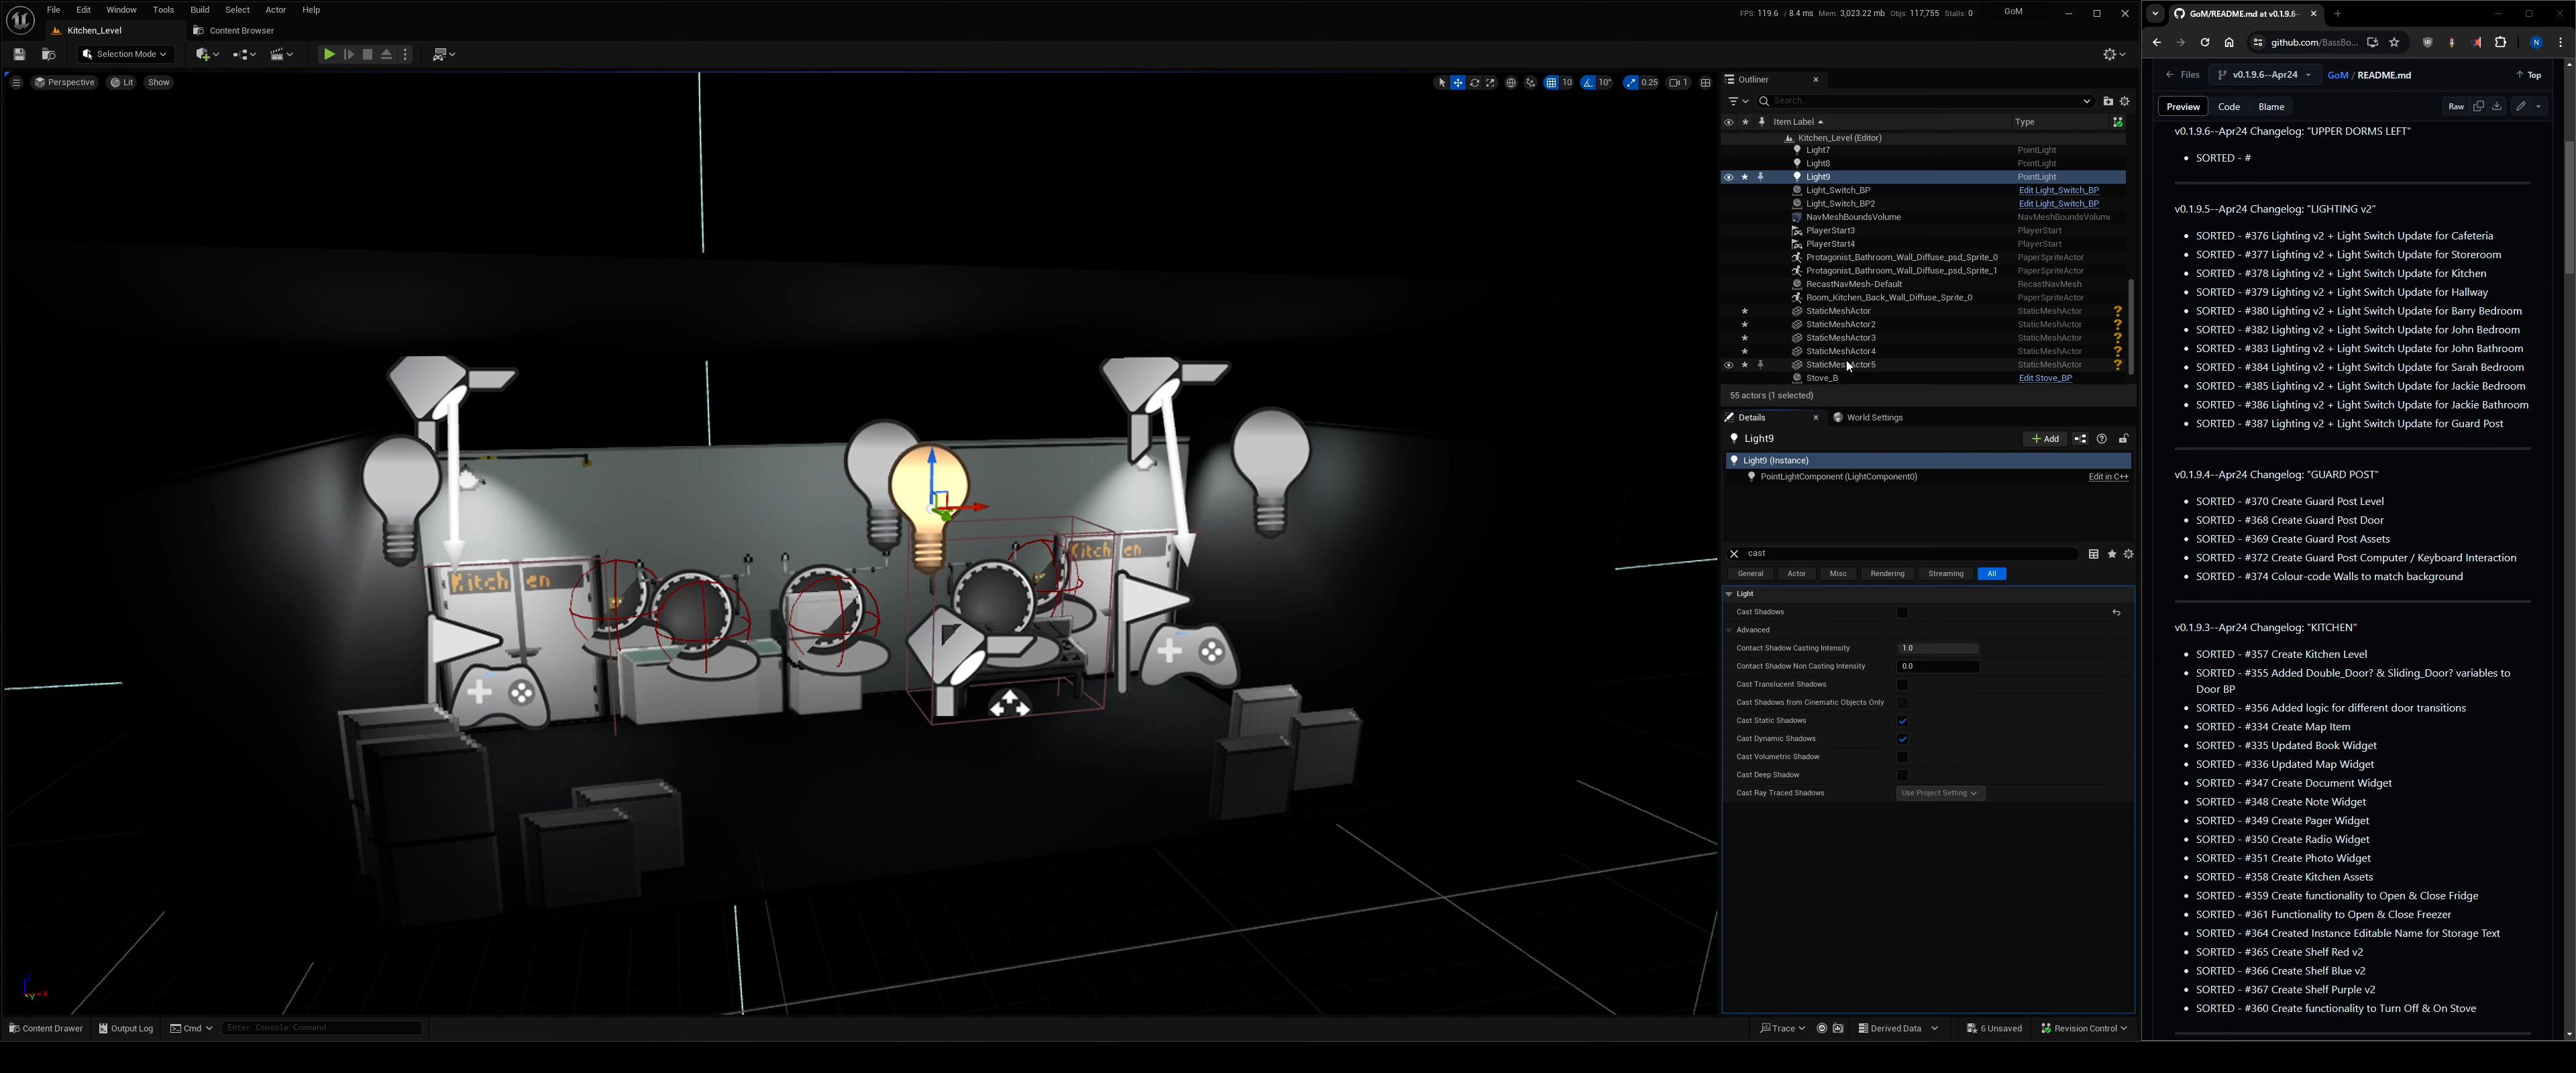 File Edit Window Tools Build Select Actor Help
FPS: 119.6 / 8.4 ms Mem: 3,023.22 mb Objs: 117,755 Stalls: 0 GoM
Kitchen_Level
Content Browser
Selection Mode
Perspective Lit Show
10 10° 0.25 1
Kitchen
Kitchen
Outliner
Search...
Item Label Type
Kitchen_Level (Editor)
Light7 PointLight
Light8 PointLight
Light9 PointLight
Light_Switch_BP Edit Light_Switch_BP
Light_Switch_BP2 Edit Light_Switch_BP
NavMeshBoundsVolume NavMeshBoundsVolum
PlayerStart3 PlayerStart
PlayerStart4 PlayerStart
Protagonist_Bathroom_Wall_Diffuse_psd_Sprite_0 PaperSpriteActor
Protagonist_Bathroom_Wall_Diffuse_psd_Sprite_1 PaperSpriteActor
RecastNavMesh-Default RecastNavMesh
Room_Kitchen_Back_Wall_Diffuse_Sprite_0 PaperSpriteActor
StaticMeshActor StaticMeshActor
StaticMeshActor2 StaticMeshActor
StaticMeshActor3 StaticMeshActor
StaticMeshActor4 StaticMeshActor
StaticMeshActor5 StaticMeshActor
Stove_B Edit Stove_BP
55 actors (1 selected)
Details World Settings
Light9 Add
Light9 (Instance)
PointLightComponent (LightComponent0) Edit in C++
cast
General Actor Misc Rendering Streaming All
Light
Cast Shadows
Advanced
Contact Shadow Casting Intensity 1.0
Contact Shadow Non Casting Intensity 0.0
Cast Translucent Shadows
Cast Shadows from Cinematic Objects Only
Cast Static Shadows
Cast Dynamic Shadows
Cast Volumetric Shadow
Cast Deep Shadow
Cast Ray Traced Shadows Use Project Setting
Content Drawer Output Log Cmd Enter Console Command
Trace Derived Data 6 Unsaved Revision Control
GoM/README.md at v0.1.9.6-
github.com/BassBo...
N
Files v0.1.9.6--Apr24 GoM / README.md Top
Preview Code Blame Raw
v0.1.9.6--Apr24 Changelog: "UPPER DORMS LEFT"
SORTED - #
v0.1.9.5--Apr24 Changelog: "LIGHTING v2"
SORTED - #376 Lighting v2 + Light Switch Update for Cafeteria
SORTED - #377 Lighting v2 + Light Switch Update for Storeroom
SORTED - #378 Lighting v2 + Light Switch Update for Kitchen
SORTED - #379 Lighting v2 + Light Switch Update for Hallway
SORTED - #380 Lighting v2 + Light Switch Update for Barry Bedroom
SORTED - #382 Lighting v2 + Light Switch Update for John Bedroom
SORTED - #383 Lighting v2 + Light Switch Update for John Bathroom
SORTED - #384 Lighting v2 + Light Switch Update for Sarah Bedroom
SORTED - #385 Lighting v2 + Light Switch Update for Jackie Bedroom
SORTED - #386 Lighting v2 + Light Switch Update for Jackie Bathroom
SORTED - #387 Lighting v2 + Light Switch Update for Guard Post
v0.1.9.4--Apr24 Changelog: "GUARD POST"
SORTED - #370 Create Guard Post Level
SORTED - #368 Create Guard Post Door
SORTED - #369 Create Guard Post Assets
SORTED - #372 Create Guard Post Computer / Keyboard Interaction
SORTED - #374 Colour-code Walls to match background
v0.1.9.3--Apr24 Changelog: "KITCHEN"
SORTED - #357 Create Kitchen Level
SORTED - #355 Added Double_Door? & Sliding_Door? variables to
Door BP
SORTED - #356 Added logic for different door transitions
SORTED - #334 Create Map Item
SORTED - #335 Updated Book Widget
SORTED - #336 Updated Map Widget
SORTED - #347 Create Document Widget
SORTED - #348 Create Note Widget
SORTED - #349 Create Pager Widget
SORTED - #350 Create Radio Widget
SORTED - #351 Create Photo Widget
SORTED - #358 Create Kitchen Assets
SORTED - #359 Create functionality to Open & Close Fridge
SORTED - #361 Functionality to Open & Close Freezer
SORTED - #364 Created Instance Editable Name for Storage Text
SORTED - #365 Create Shelf Red v2
SORTED - #366 Create Shelf Blue v2
SORTED - #367 Create Shelf Purple v2
SORTED - #360 Create functionality to Turn Off & On Stove